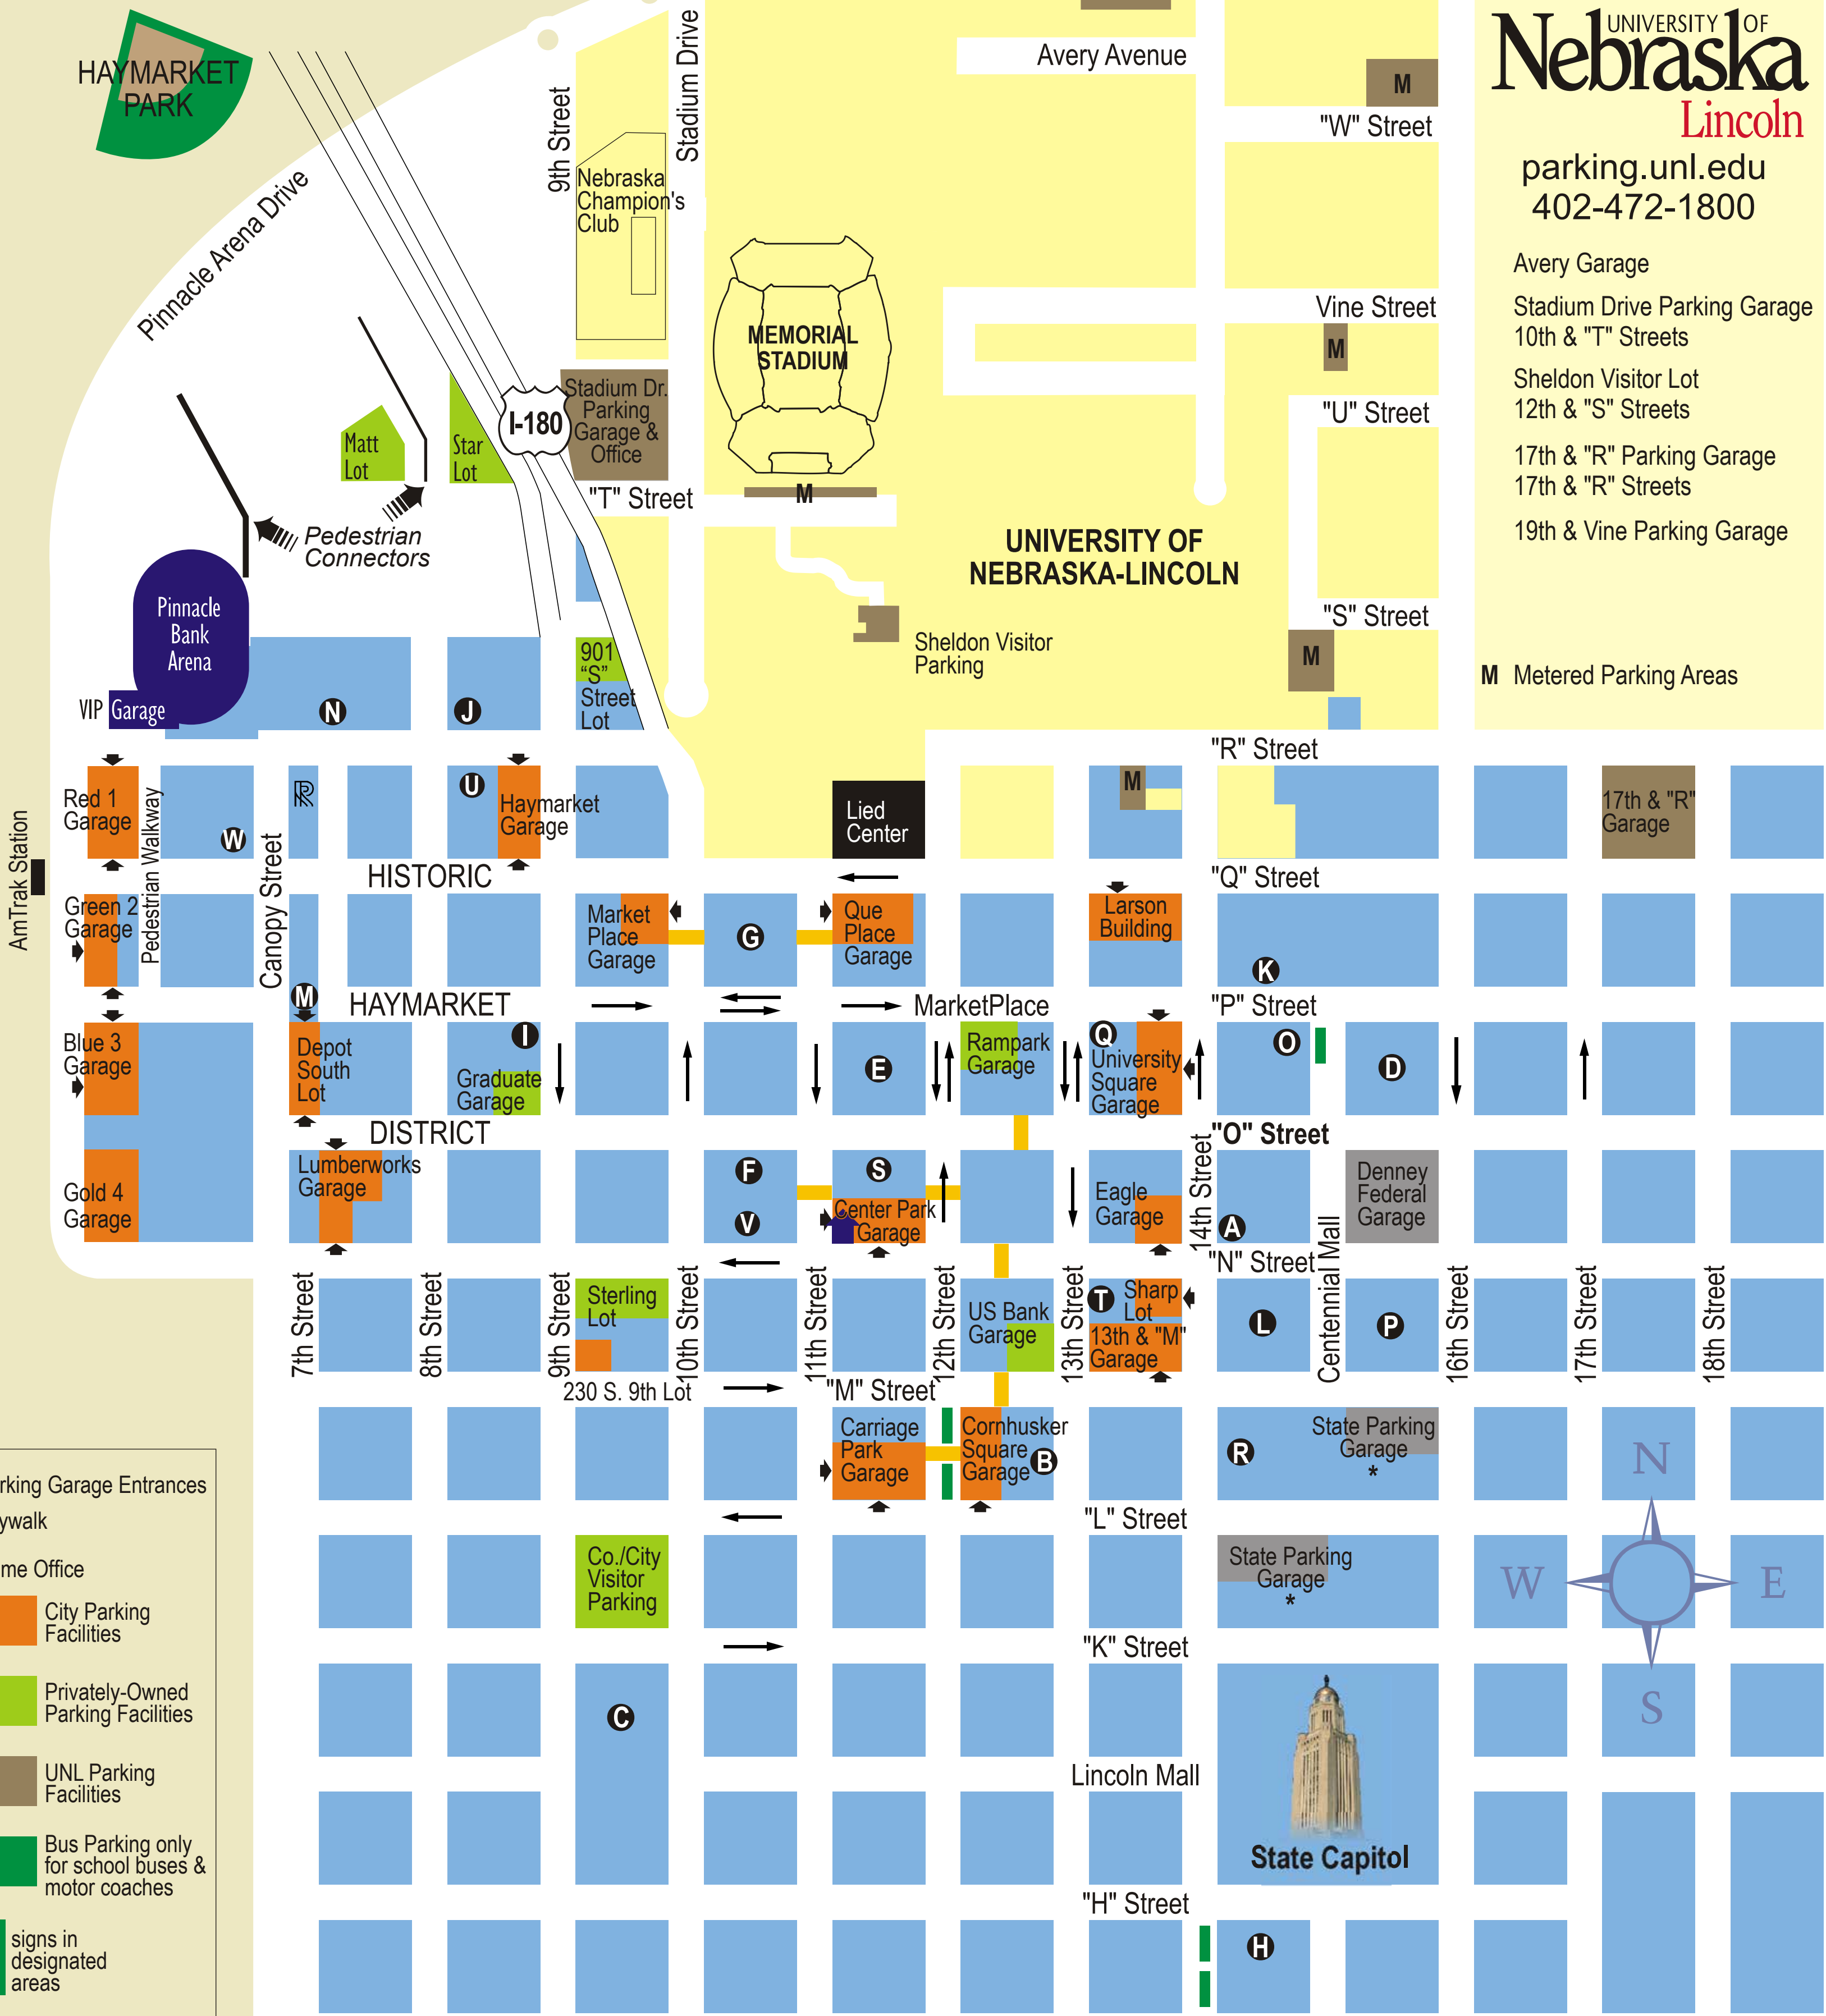 UNIVERSITY OF
Nebraska
Lincoln
parking.unl.edu
402-472-1800
Avery Garage
Stadium Drive Parking Garage
10th & "T" Streets
Sheldon Visitor Lot
12th & "S" Streets
17th & "R" Parking Garage
17th & "R" Streets
19th & Vine Parking Garage
M Metered Parking Areas
HAYMARKET
PARK
Pinnacle Arena Drive
9th Street
Stadium Drive
Nebraska
Champion's
Club
Avery Avenue
M
"W" Street
MEMORIAL
STADIUM
Vine Street
M
"U" Street
Matt
Lot
Star
Lot
I-180
Stadium Dr.
Parking
Garage &
Office
"T" Street
M
Pedestrian
Connectors
UNIVERSITY OF
NEBRASKA-LINCOLN
"S" Street
Pinnacle
Bank
Arena
VIP Garage
N
J
901
“S”
Street
Lot
Sheldon Visitor
Parking
M
"R" Street
AmTrak Station
Red 1
Garage
Pedestrian Walkway
W
Canopy Street
R
U
Haymarket
Garage
Lied
Center
M
17th & "R"
Garage
HISTORIC
"Q" Street
Green 2
Garage
Market
Place
Garage
G
Que
Place
Garage
Larson
Building
K
M
HAYMARKET
MarketPlace
"P" Street
Blue 3
Garage
Depot
South
Lot
I
Graduate
Garage
E
Rampark
Garage
Q
University
Square
Garage
O
D
DISTRICT
"O" Street
Gold 4
Garage
Lumberworks
Garage
F
V
S
Center Park
Garage
Eagle
Garage
14th Street
A
Denney
Federal
Garage
"N" Street
7th Street
8th Street
9th Street
Sterling
Lot
10th Street
11th Street
12th Street
US Bank
Garage
13th Street
T
Sharp
Lot
13th & "M"
Garage
L
Centennial Mall
P
16th Street
17th Street
18th Street
230 S. 9th Lot
"M" Street
Carriage
Park
Garage
Cornhusker
Square
Garage
B
R
State Parking
Garage
*
N
"L" Street
Co./City
Visitor
Parking
State Parking
Garage
*
W
E
"K" Street
S
C
Lincoln Mall
State Capitol
"H" Street
H
rking Garage Entrances
ywalk
me Office
City Parking
Facilities
Privately-Owned
Parking Facilities
UNL Parking
Facilities
Bus Parking only
for school buses &
motor coaches
signs in
designated
areas